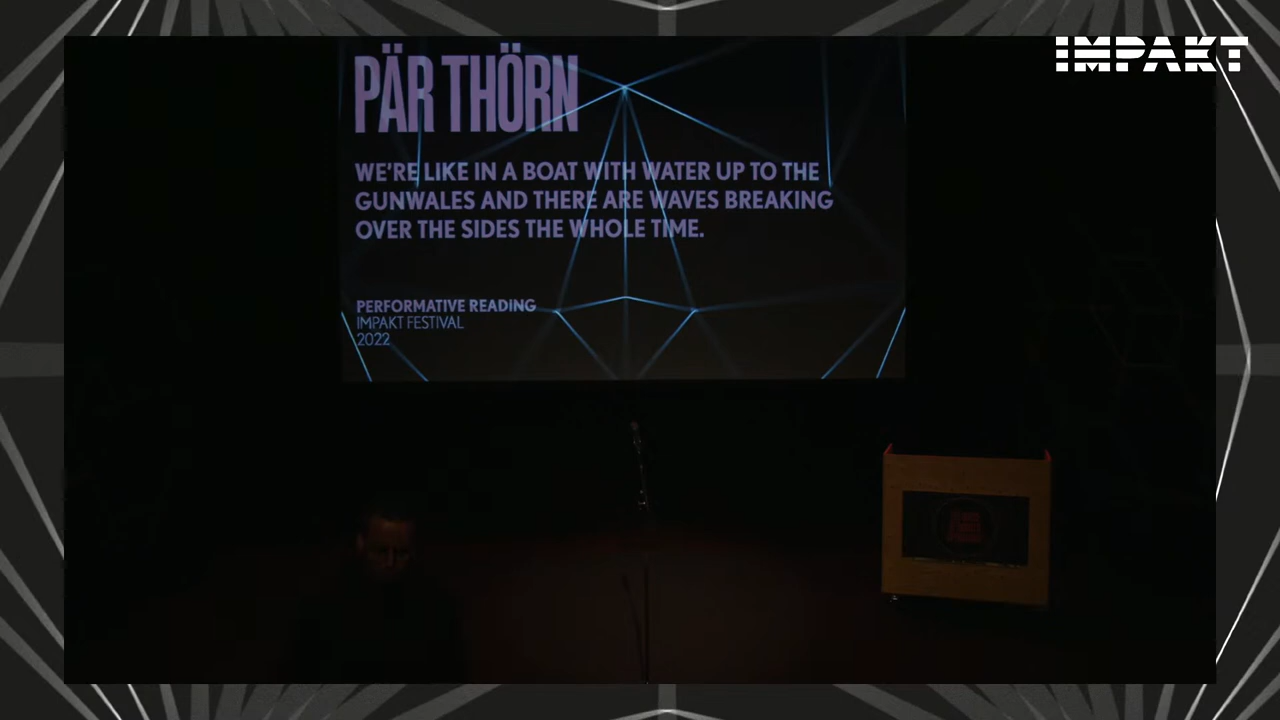 IMPAKT
PÄR THÖRN
WE'RE LIKE IN A BOAT WITH WATER UP TO THE
GUNWALES AND THERE ARE WAVES BREAKING
OVER THE SIDES THE WHOLE TIME.
PERFORMATIVE READING
IMPAKT FESTIVAL
2022